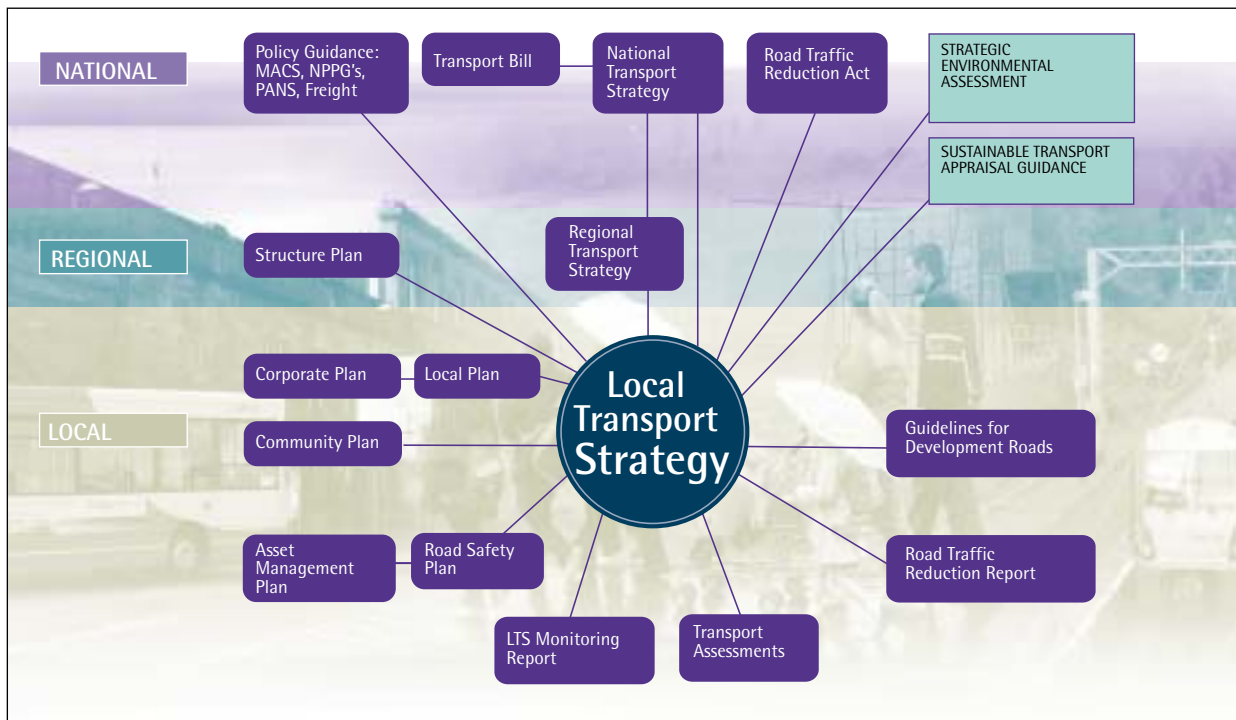 NATIONAL
Policy Guidance:
MACS, NPPG's,
PANS, Freight
Transport Bill
National
Transport
Strategy
Road Traffic
Reduction Act
STRATEGIC
ENVIRONMENTAL
ASSESSMENT
SUSTAINABLE TRANSPORT
APPRAISAL GUIDANCE
REGIONAL
Structure Plan
Regional
Transport
Strategy
LOCAL
Corporate Plan
Local Plan
Community Plan
Local
Transport
Strategy
Guidelines for
Development Roads
Asset
Management
Plan
Road Safety
Plan
Road Traffic
Reduction Report
LTS Monitoring
Report
Transport
Assessments